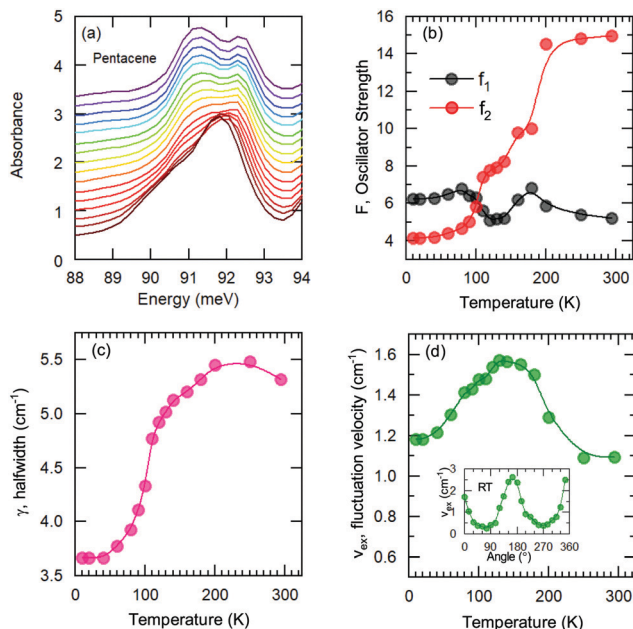 (a)
Pentacene
Absorbance
5
4
3
2
1
0
88 89 90 91 92 93 94
Energy (meV)
(b)
f₁
f₂
F, Oscillator Strength
16
14
12
10
8
6
4
0 100 200 300
Temperature (K)
(c)
γ, halfwidth (cm⁻¹)
5.5
5.0
4.5
4.0
3.5
0 100 200 300
Temperature (K)
(d)
νₑₓ, fluctuation velocity (cm⁻¹)
1.6
1.4
1.2
1.0
0.8
0.6
0 100 200 300
Temperature (K)
RT
νₑₓ (cm⁻¹)
3
2
1
0
0 90 180 270 360
Angle (°)